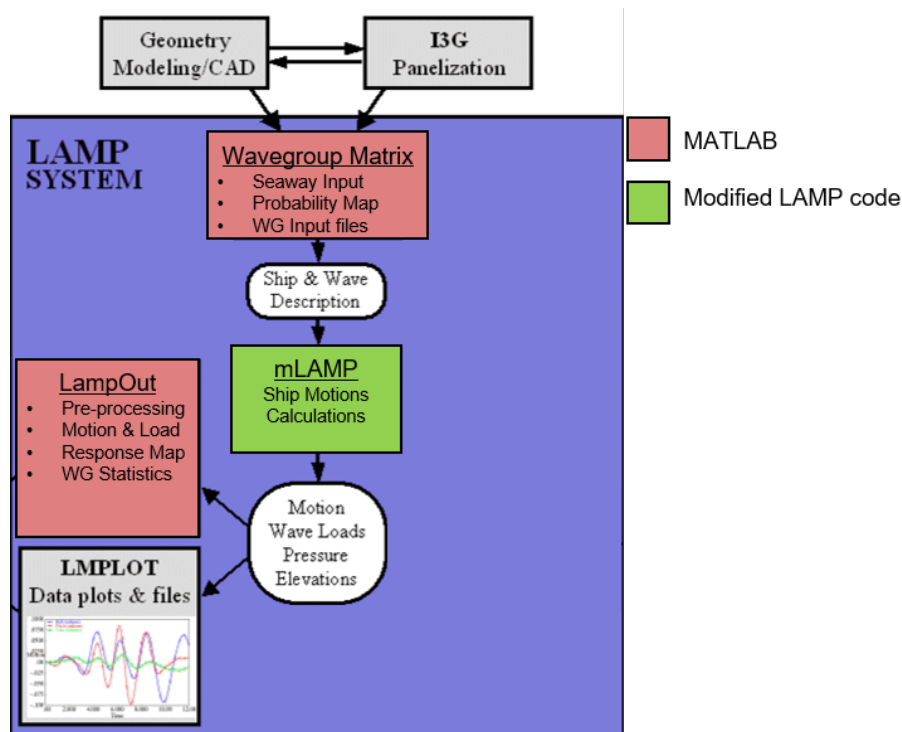 Geometry
Modeling/CAD
I3G
Panelization
LAMP
SYSTEM
Wavegroup Matrix
• Seaway Input
• Probability Map
• WG Input files
MATLAB
Modified LAMP code
Ship & Wave
Description
mLAMP
Ship Motions
Calculations
LampOut
• Pre-processing
• Motion & Load
• Response Map
• WG Statistics
Motion
Wave Loads
Pressure
Elevations
LMPLOT
Data plots & files
Time